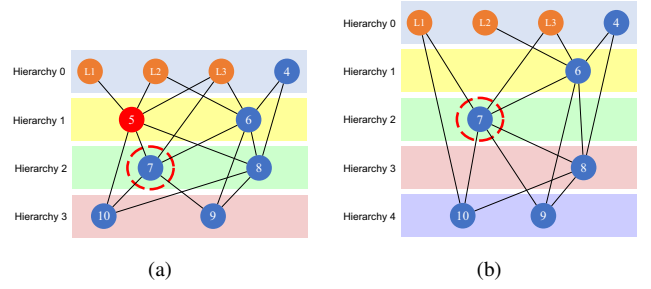 Hierarchy 0
L1
L2
L3
4
Hierarchy 1
5
6
Hierarchy 2
7
8
Hierarchy 3
10
9
(a)
Hierarchy 0
L1
L2
L3
4
Hierarchy 1
6
Hierarchy 2
7
Hierarchy 3
8
Hierarchy 4
10
9
(b)